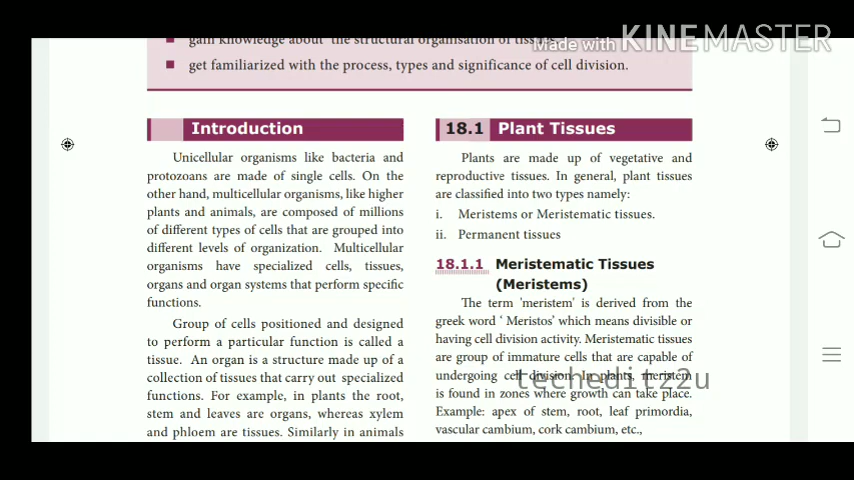 gain knowledge about the structural organisation of tissues.
Made with KINEMASTER
get familiarized with the process, types and significance of cell division.
Introduction
Unicellular organisms like bacteria and
protozoans are made of single cells. On the
other hand, multicellular organisms, like higher
plants and animals, are composed of millions
of different types of cells that are grouped into
different levels of organization. Multicellular
organisms have specialized cells, tissues,
organs and organ systems that perform specific
functions.
Group of cells positioned and designed
to perform a particular function is called a
tissue. An organ is a structure made up of a
collection of tissues that carry out specialized
functions. For example, in plants the root,
stem and leaves are organs, whereas xylem
and phloem are tissues. Similarly in animals
18.1 Plant Tissues
Plants are made up of vegetative and
reproductive tissues. In general, plant tissues
are classified into two types namely:
i. Meristems or Meristematic tissues.
ii. Permanent tissues
18.1.1 Meristematic Tissues
(Meristems)
The term 'meristem' is derived from the
greek word ‘ Meristos’ which means divisible or
having cell division activity. Meristematic tissues
are group of immature cells that are capable of
undergoing cell division. In plants, meristem
is found in zones where growth can take place.
Example: apex of stem, root, leaf primordia,
vascular cambium, cork cambium, etc.,
techeditz2u